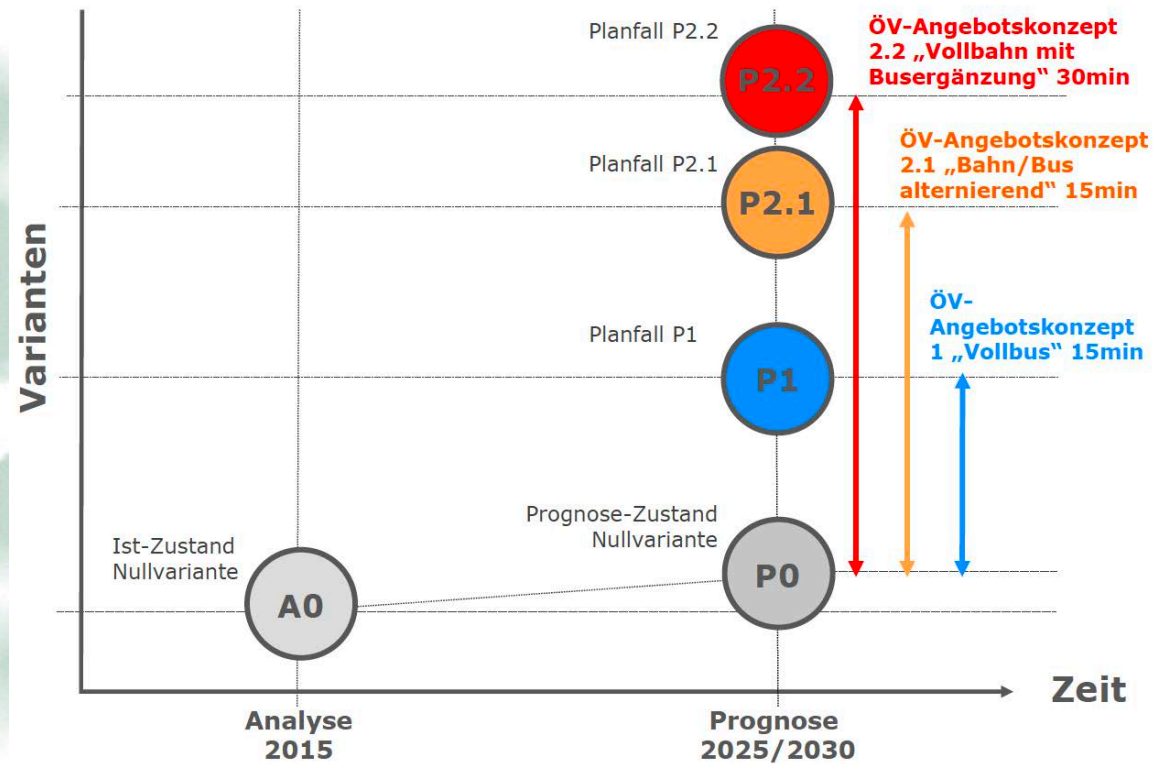 Planfall P2.2
P2.2
ÖV-Angebotskonzept
2.2 „Vollbahn mit
Busergänzung“ 30min
Planfall P2.1
P2.1
ÖV-Angebotskonzept
2.1 „Bahn/Bus
alternierend“ 15min
Varianten
Planfall P1
P1
ÖV-
Angebotskonzept
1 „Vollbus“ 15min
Ist-Zustand
Nullvariante
A0
Prognose-Zustand
Nullvariante
P0
Zeit
Analyse
2015
Prognose
2025/2030